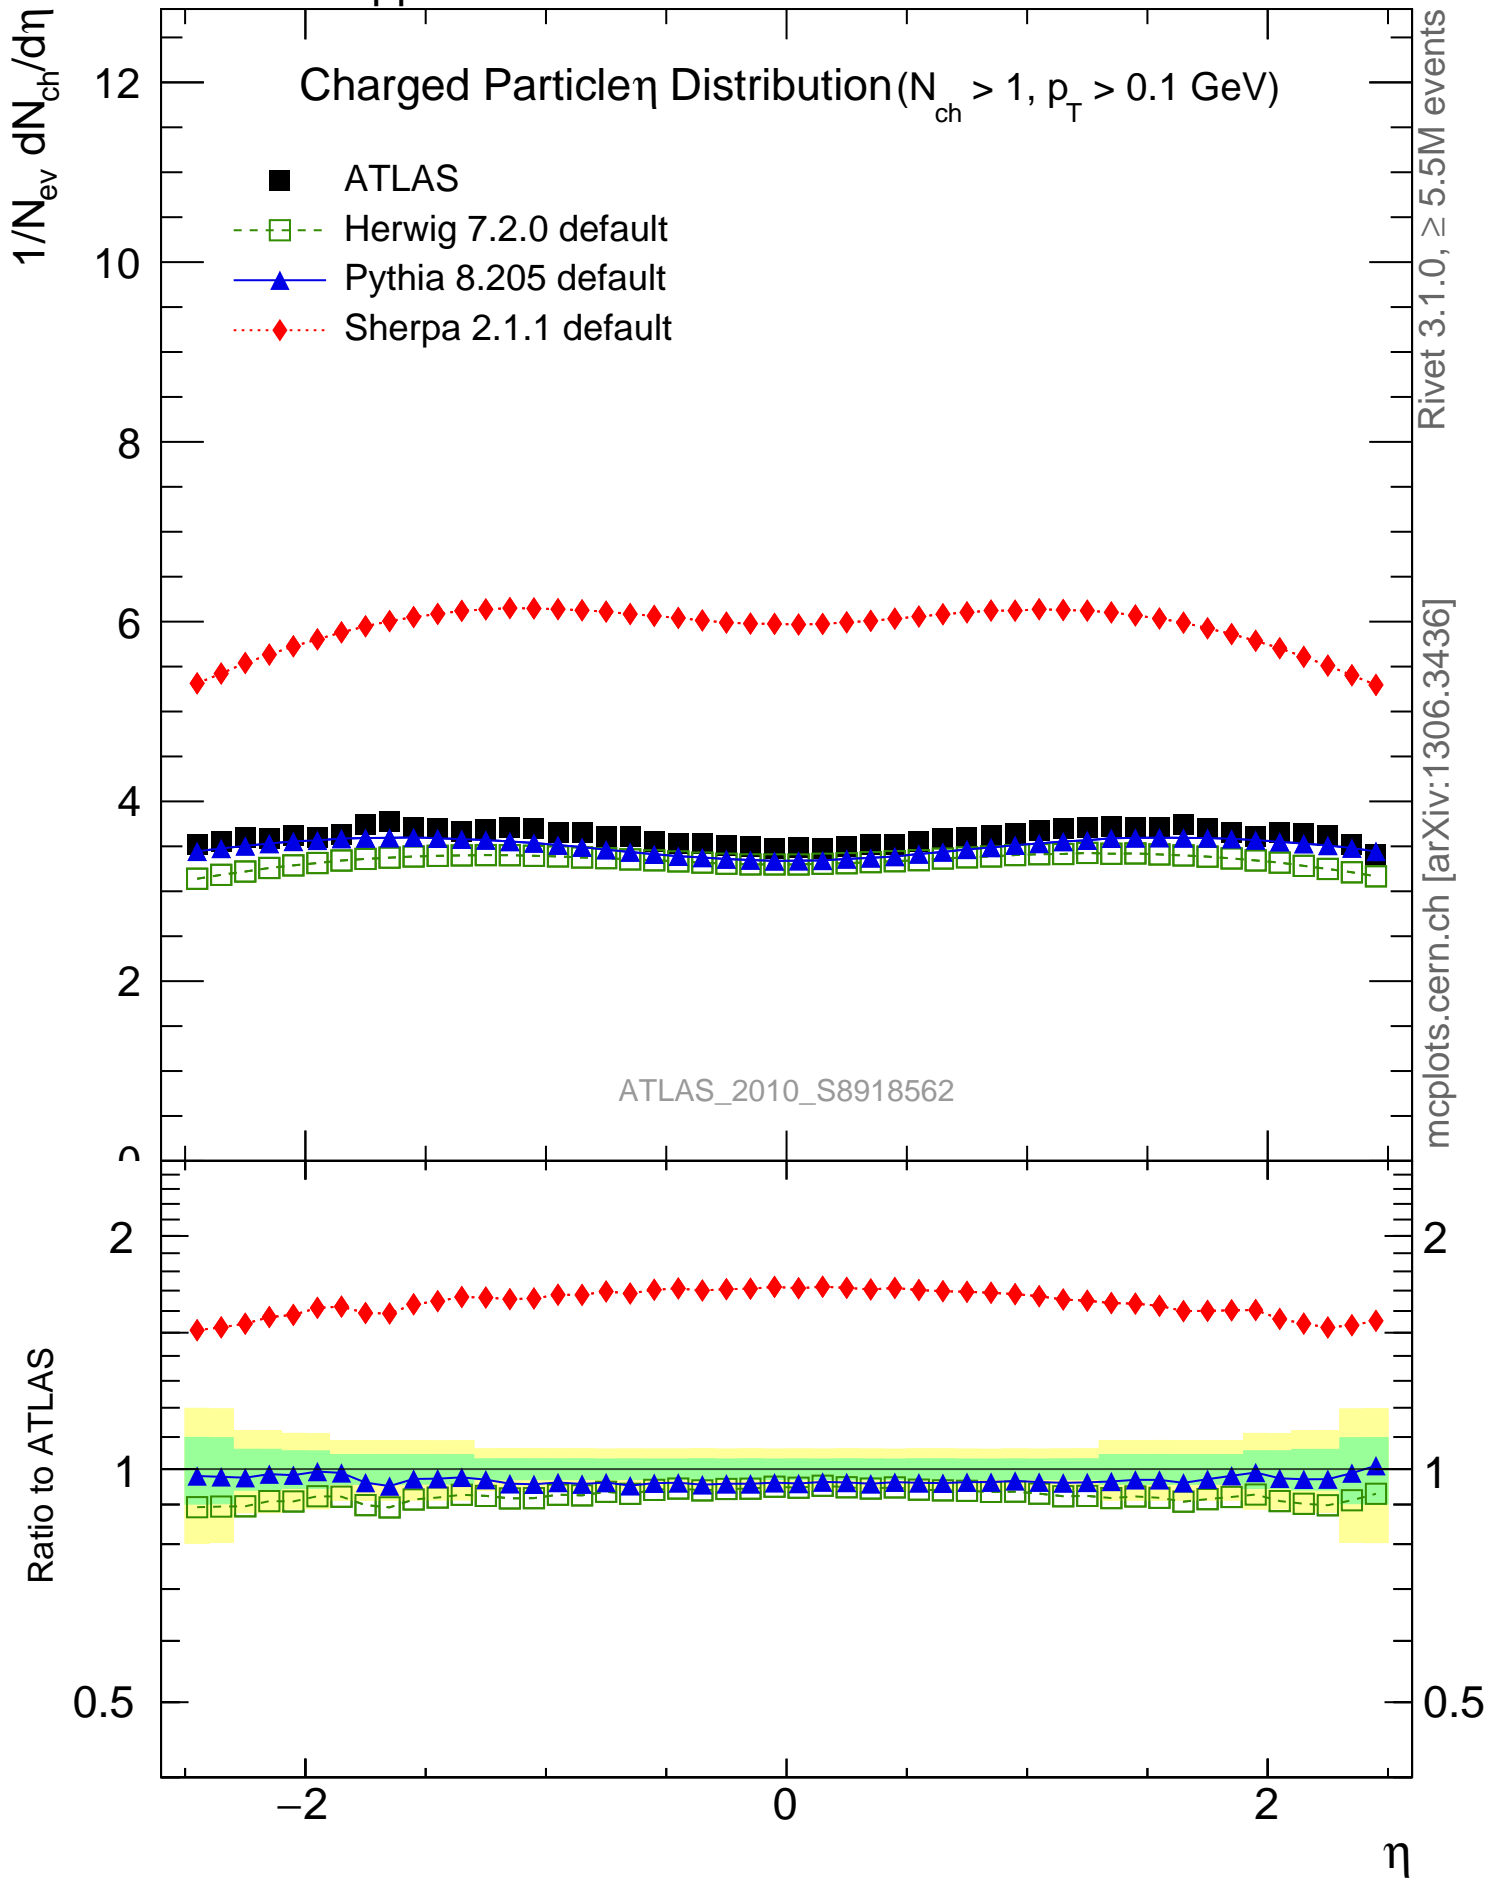 pp
1/N_ev dN_ch/dη
Charged Particleη Distribution(N_ch > 1, p_T > 0.1 GeV)
ATLAS
Herwig 7.2.0 default
Pythia 8.205 default
Sherpa 2.1.1 default
12
10
8
6
4
2
0
ATLAS_2010_S8918562
Rivet 3.1.0, ≥ 5.5M events
mcplots.cern.ch [arXiv:1306.3436]
Ratio to ATLAS
2
1
0.5
2
1
0.5
−2
0
2
η